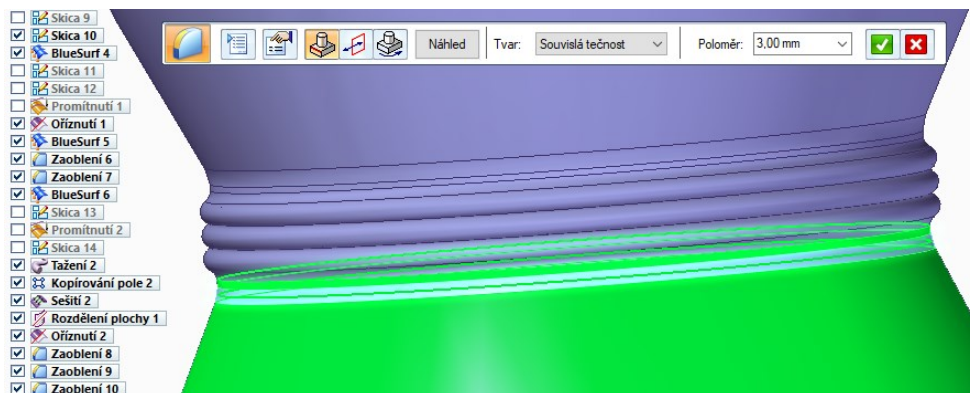 Skica 9
Skica 10
BlueSurf 4
Skica 11
Skica 12
Promítnutí 1
Oříznutí 1
BlueSurf 5
Zaoblení 6
Zaoblení 7
BlueSurf 6
Skica 13
Promítnutí 2
Skica 14
Tažení 2
Kopírování pole 2
Sešití 2
Rozdělení plochy 1
Oříznutí 2
Zaoblení 8
Zaoblení 9
Zaoblení 10
Náhled Tvar: Souvislá tečnost Poloměr: 3,00 mm